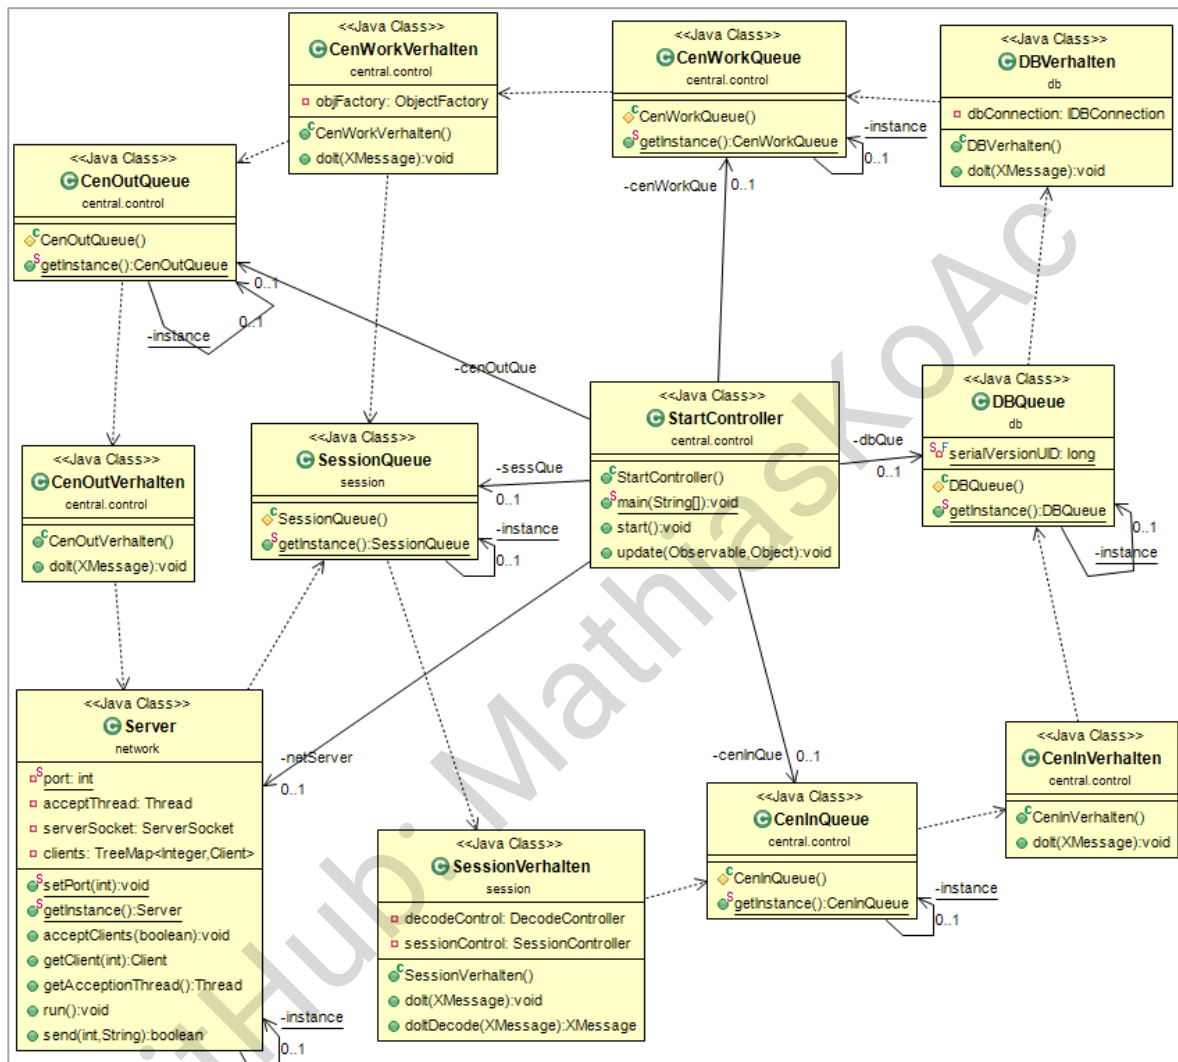 <<Java Class>>
CenWorkVerhalten
central.control
objFactory: ObjectFactory
CenWorkVerhalten()
doIt(XMessage):void
<<Java Class>>
CenWorkQueue
central.control
CenWorkQueue()
getInstance():CenWorkQueue
-instance
0..1
-cenWorkQue
0..1
<<Java Class>>
DBVerhalten
db
dbConnection: IDBConnection
DBVerhalten()
doIt(XMessage):void
<<Java Class>>
CenOutQueue
central.control
CenOutQueue()
getInstance():CenOutQueue
0..1
0..1
-instance
-cenOutQue
<<Java Class>>
StartController
central.control
StartController()
main(String[]):void
start():void
update(Observable,Object):void
<<Java Class>>
DBQueue
db
serialVersionUID: long
DBQueue()
getInstance():DBQueue
-dbQue
0..1
0..1
-instance
<<Java Class>>
CenOutVerhalten
central.control
CenOutVerhalten()
doIt(XMessage):void
<<Java Class>>
SessionQueue
session
SessionQueue()
getInstance():SessionQueue
-sessQue
0..1
-instance
0..1
<<Java Class>>
Server
network
port: int
acceptThread: Thread
serverSocket: ServerSocket
clients: TreeMap<Integer,Client>
setPort(int):void
getInstance():Server
acceptClients(boolean):void
getClient(int):Client
getAcceptionThread():Thread
run():void
send(int,String):boolean
-netServer
0..1
-instance
0..1
<<Java Class>>
SessionVerhalten
session
decodeControl: DecodeController
sessionControl: SessionController
SessionVerhalten()
doIt(XMessage):void
doItDecode(XMessage):XMessage
-cenInQue
0..1
<<Java Class>>
CenInQueue
central.control
CenInQueue()
getInstance():CenInQueue
-instance
0..1
<<Java Class>>
CenInVerhalten
central.control
CenInVerhalten()
doIt(XMessage):void
itHub: MathiasKoAc